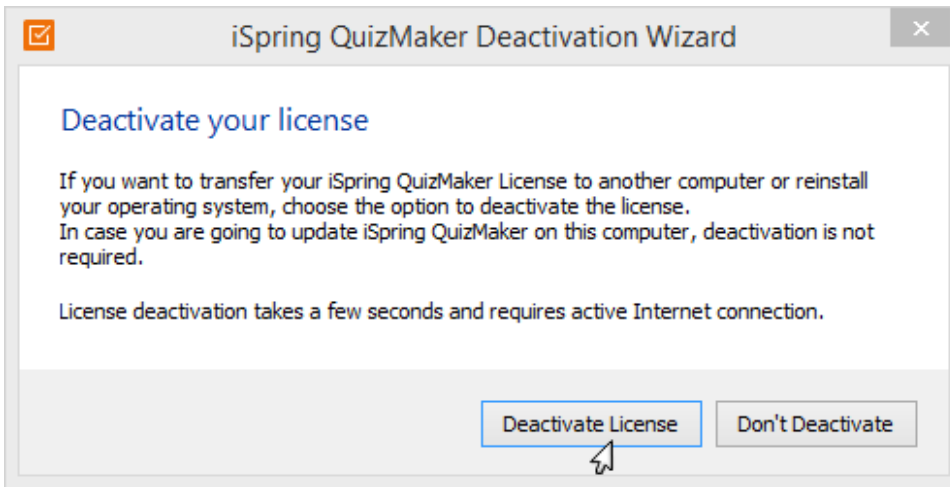 iSpring QuizMaker Deactivation Wizard
Deactivate your license
If you want to transfer your iSpring QuizMaker License to another computer or reinstall
your operating system, choose the option to deactivate the license.
In case you are going to update iSpring QuizMaker on this computer, deactivation is not
required.
License deactivation takes a few seconds and requires active Internet connection.
Deactivate License Don't Deactivate